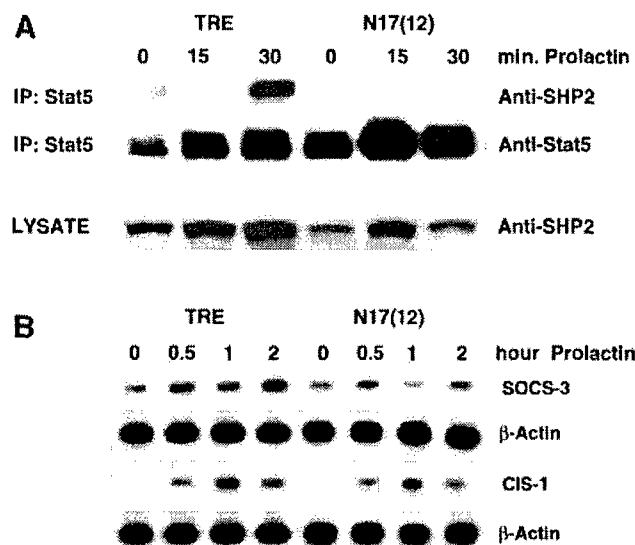 A
TRE N17(12)
0 15 30 0 15 30 min. Prolactin
IP: Stat5 Anti-SHP2
IP: Stat5 Anti-Stat5
LYSATE Anti-SHP2
B
TRE N17(12)
0 0.5 1 2 0 0.5 1 2 hour Prolactin
SOCS-3
β-Actin
CIS-1
β-Actin